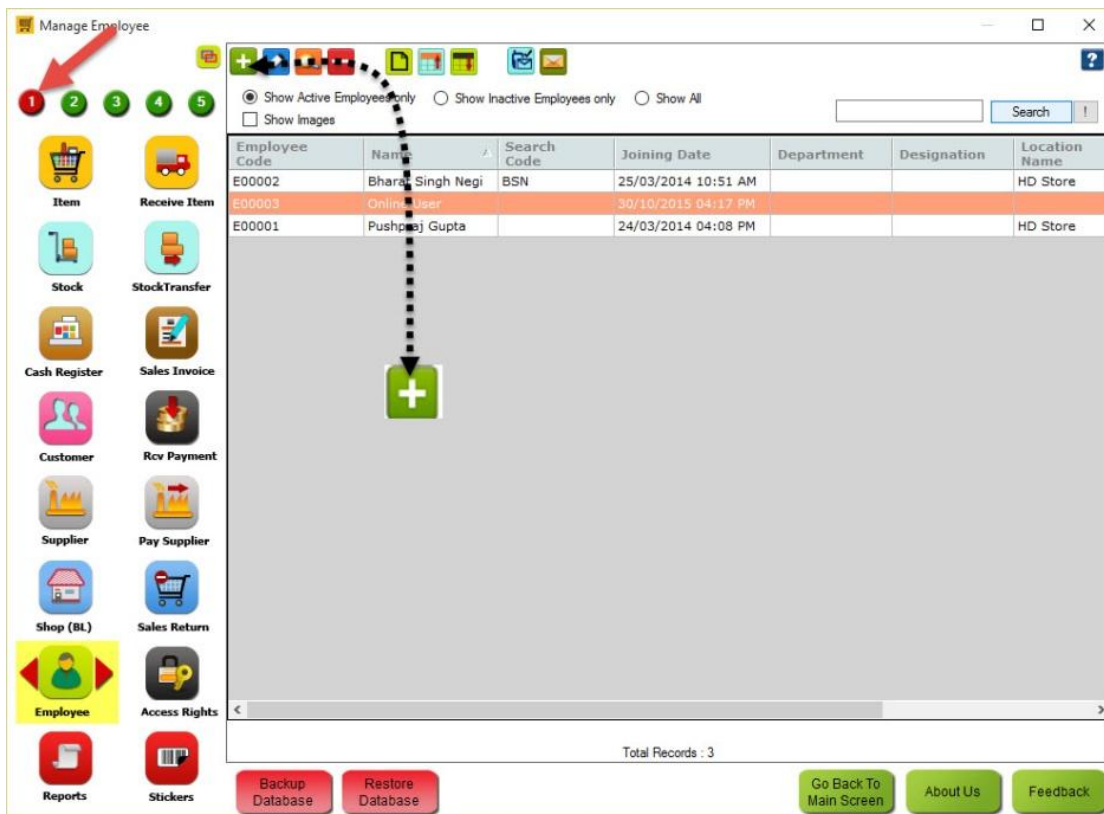 Manage Employee
1 2 3 4 5
Show Active Employees only Show Inactive Employees only Show All
Show Images
Search !
?
Employee Code Name Search Code Joining Date Department Designation Location Name
E00002 Bharat Singh Negi BSN 25/03/2014 10:51 AM HD Store
E00003 Online User 30/10/2015 04:17 PM
E00001 Pushpraj Gupta 24/03/2014 04:08 PM HD Store
Item Receive Item
Stock StockTransfer
Cash Register Sales Invoice
Customer Rcv Payment
Supplier Pay Supplier
Shop (BL) Sales Return
Employee Access Rights
Reports Stickers
Total Records : 3
Backup Database
Restore Database
Go Back To Main Screen
About Us
Feedback